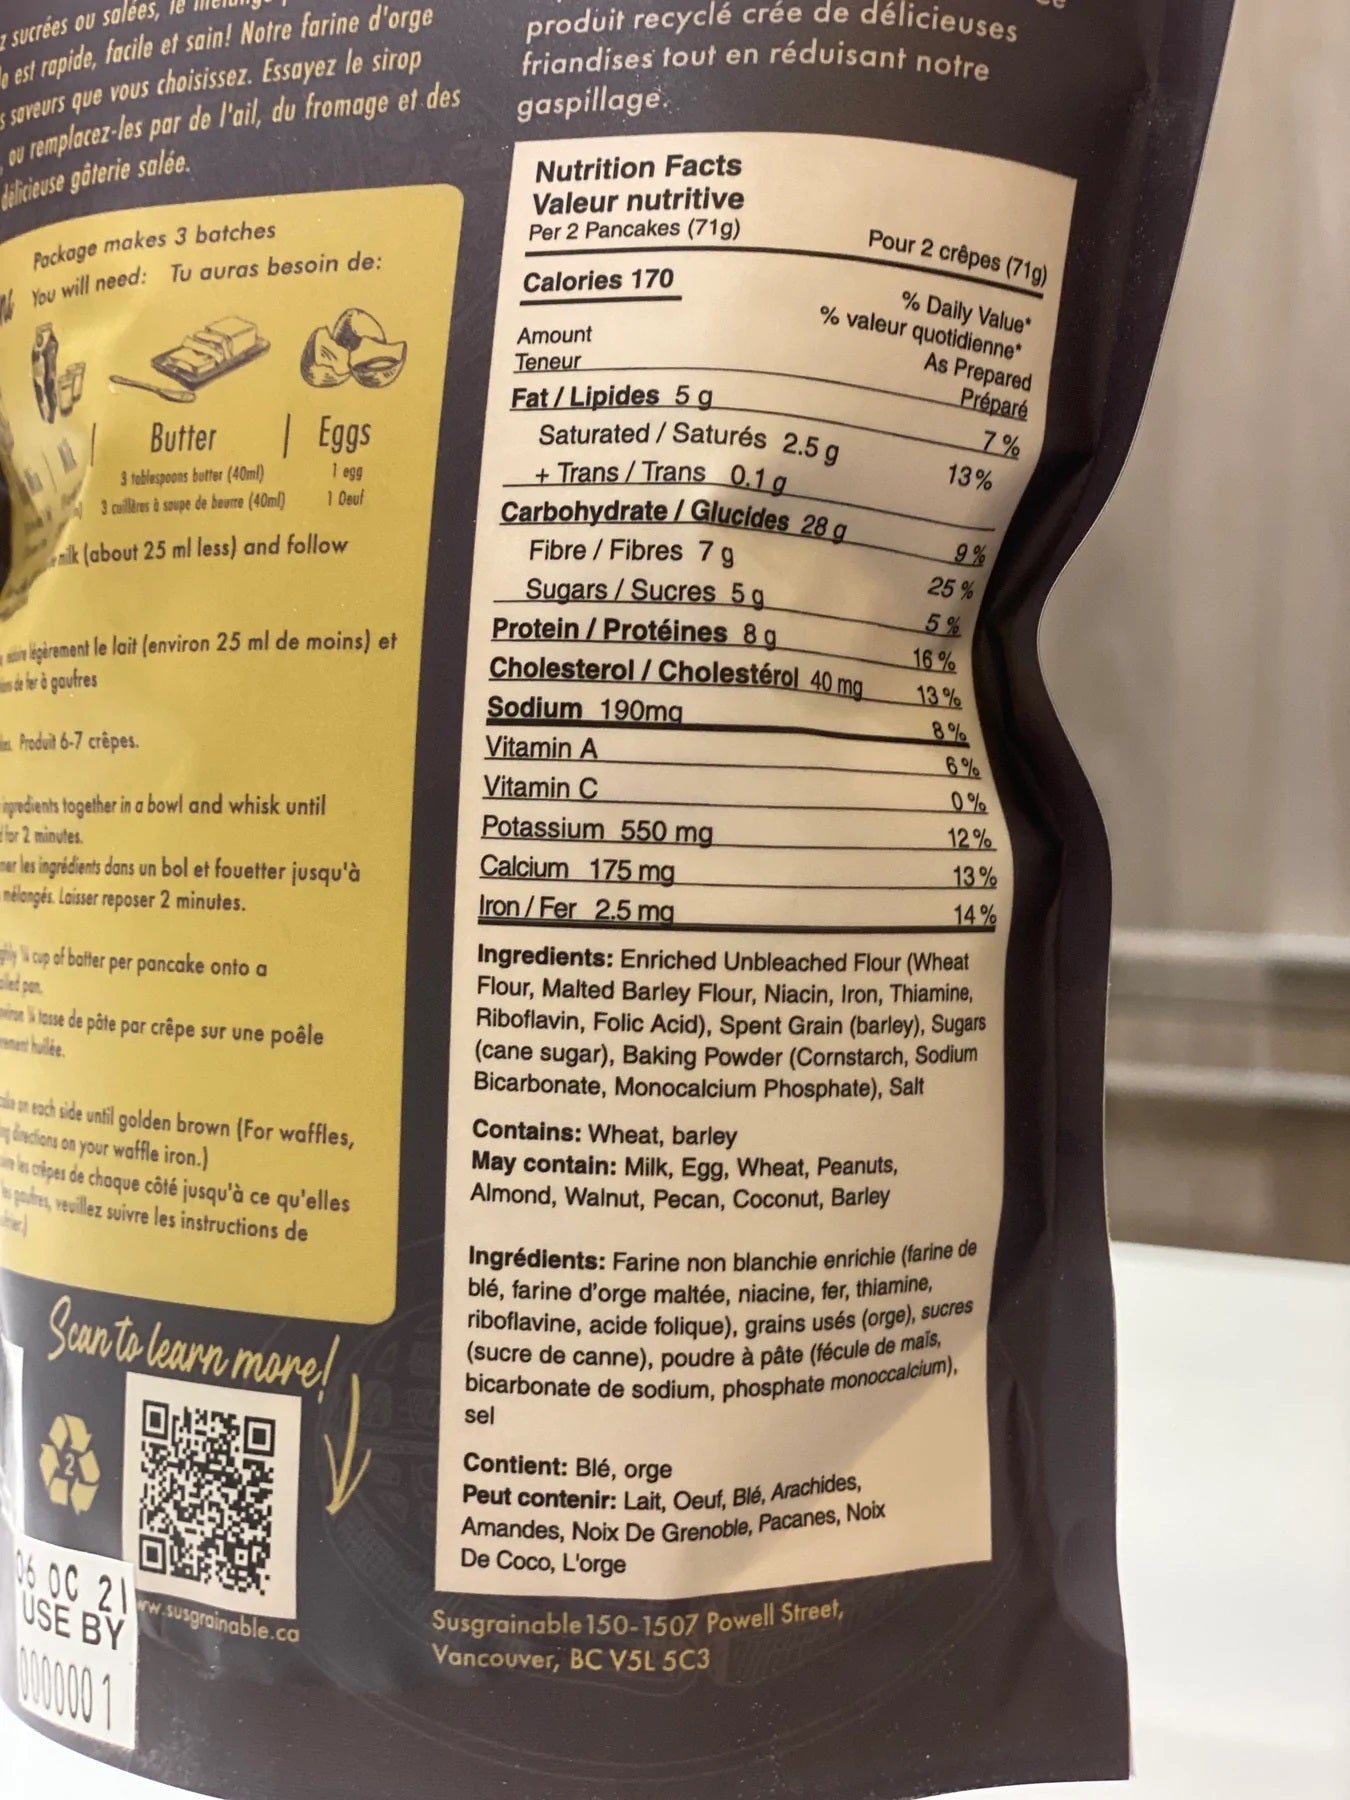 z sucrées ou salées, le
est rapide, facile et sain! Notre farine d'orge
saveurs que vous choisissez. Essayez le sirop
ou remplacez-les par de l'ail, du fromage et des
délicieuse gâterie salée.
produit recyclé crée de délicieuses
friandises tout en réduisant notre
gaspillage.
Package makes 3 batches
You will need: Tu auras besoin de:
Butter | Eggs
3 tablespoons butter (40ml) 1 egg
3 cuillères à soupe de beurre (40ml) 1 Oeuf
milk (about 25 ml less) and follow
légèrement le lait (environ 25 ml de moins) et
de fer à gaufres
Produit 6-7 crêpes.
ingredients together in a bowl and whisk until
for 2 minutes.
les ingrédients dans un bol et fouetter jusqu'à
mélangés. Laisser reposer 2 minutes.
¼ cup of batter per pancake onto a
pan.
¼ tasse de pâte par crêpe sur une poêle
huilée.
on each side until golden brown (For waffles,
directions on your waffle iron.)
les crêpes de chaque côté jusqu'à ce qu'elles
gaufres, veuillez suivre les instructions de
Scan to learn more!
2
06 OC 21
USE BY
000000 1
www.susgrainable.ca
Nutrition Facts
Valeur nutritive
Per 2 Pancakes (71g) Pour 2 crêpes (71g)
Calories 170
% Daily Value*
% valeur quotidienne*
Amount As Prepared
Teneur Préparé
Fat / Lipides 5 g 7 %
Saturated / Saturés 2.5 g 13 %
+ Trans / Trans 0.1 g
Carbohydrate / Glucides 28 g 9 %
Fibre / Fibres 7 g 25 %
Sugars / Sucres 5 g 5 %
Protein / Protéines 8 g 16 %
Cholesterol / Cholestérol 40 mg 13 %
Sodium 190mg 8 %
Vitamin A 6 %
Vitamin C 0 %
Potassium 550 mg 12 %
Calcium 175 mg 13 %
Iron / Fer 2.5 mg 14 %
Ingredients: Enriched Unbleached Flour (Wheat
Flour, Malted Barley Flour, Niacin, Iron, Thiamine,
Riboflavin, Folic Acid), Spent Grain (barley), Sugars
(cane sugar), Baking Powder (Cornstarch, Sodium
Bicarbonate, Monocalcium Phosphate), Salt
Contains: Wheat, barley
May contain: Milk, Egg, Wheat, Peanuts,
Almond, Walnut, Pecan, Coconut, Barley
Ingrédients: Farine non blanchie enrichie (farine de
blé, farine d'orge maltée, niacine, fer, thiamine,
riboflavine, acide folique), grains usés (orge), sucres
(sucre de canne), poudre à pâte (fécule de maïs,
bicarbonate de sodium, phosphate monoccalcium),
sel
Contient: Blé, orge
Peut contenir: Lait, Oeuf, Blé, Arachides,
Amandes, Noix De Grenoble, Pacanes, Noix
De Coco, L'orge
Susgrainable 150-1507 Powell Street,
Vancouver, BC V5L 5C3